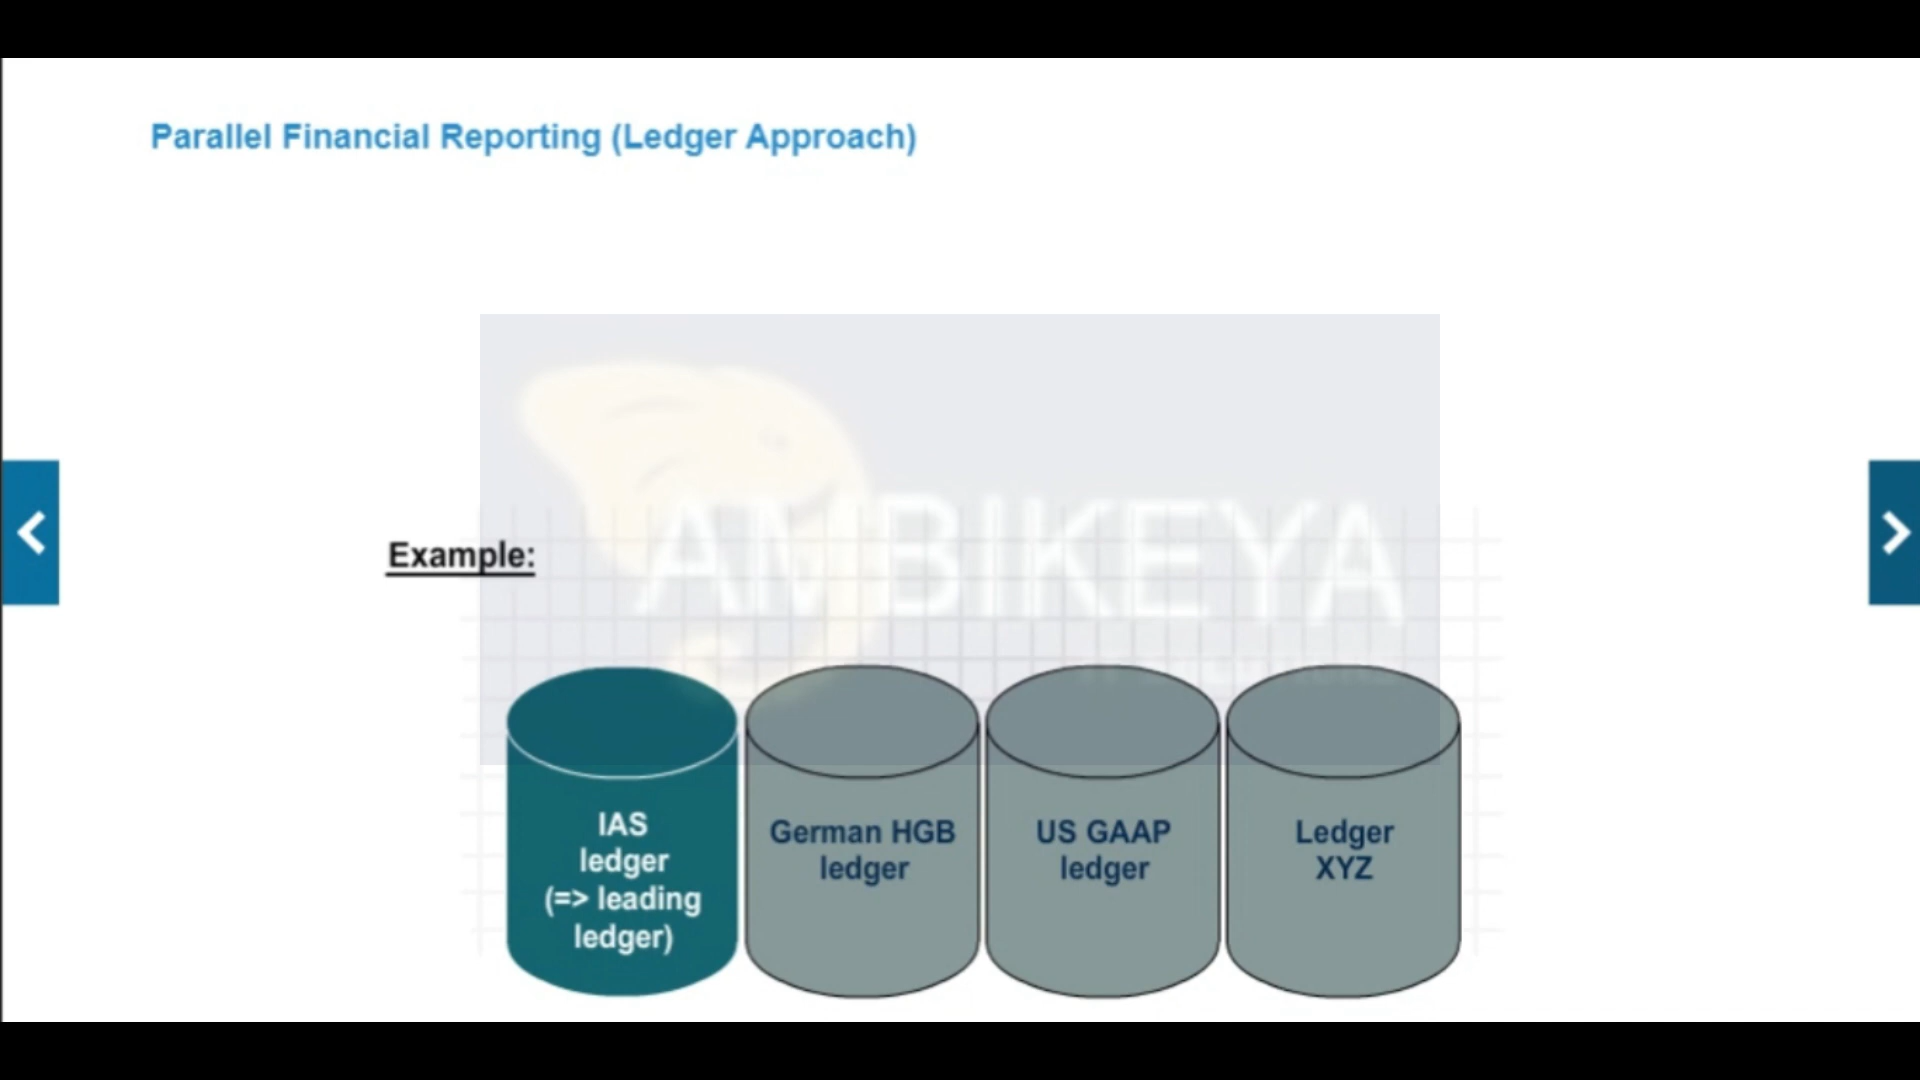 Parallel Financial Reporting (Ledger Approach)
AMBIKEYA
Example:
IAS
ledger
(=> leading
ledger)
German HGB
ledger
US GAAP
ledger
Ledger
XYZ